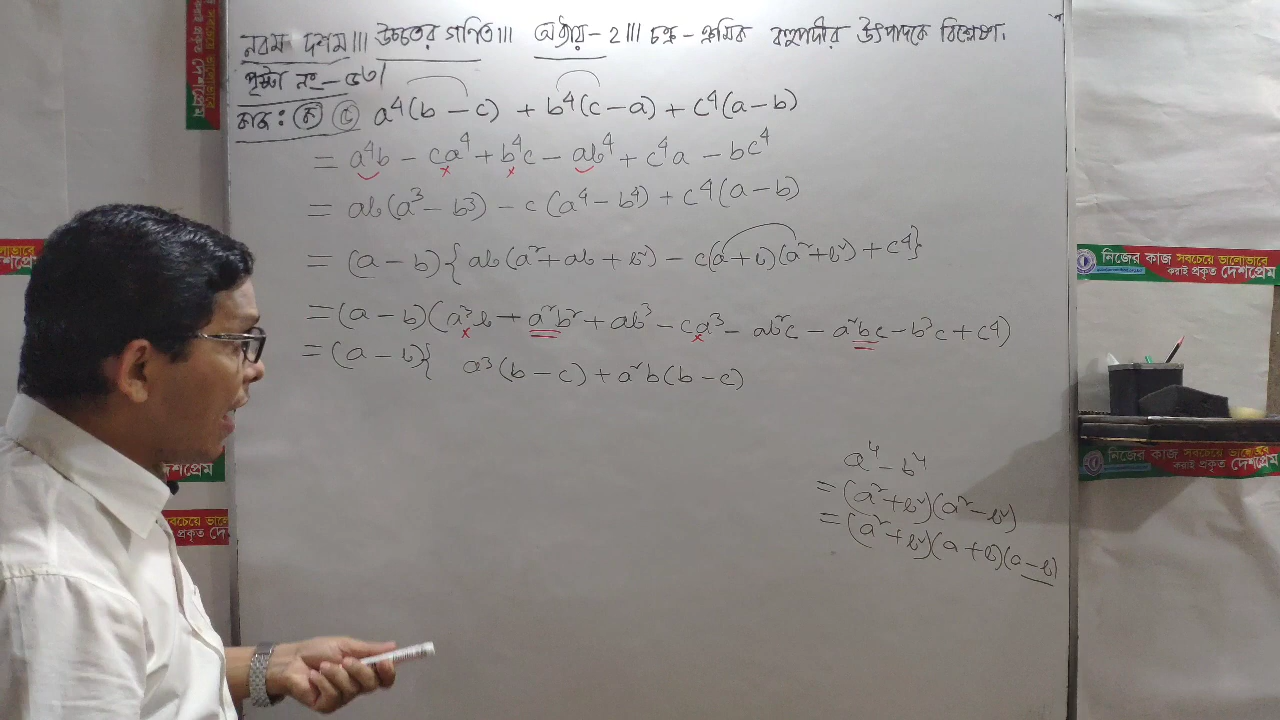 নবম দশম।।। উচ্চতর গণিত।।। অধ্যায়-2।।। চক্র-ক্রমিক বহুপদীর উৎপাদকে বিশ্লেষণ.
পৃষ্ঠা নং-৫৩।
কাজ: ক a⁴(b-c) + b⁴(c-a) + c⁴(a-b)
= a⁴b - ca⁴ + b⁴c - ab⁴ + c⁴a - bc⁴
= ab(a³-b³) - c(a⁴-b⁴) + c⁴(a-b)
= (a-b){ab(a²+ab+b²) - c(a+b)(a²+b²) + c⁴}
= (a-b)(a³b + a²b² + ab³ - ca³ - ab²c - a²bc - b³c + c⁴)
= (a-b){ a³(b-c) + a²b(b-c)
a⁴-b⁴
= (a²+b²)(a²-b²)
= (a²+b²)(a+b)(a-b)
নিজের কাজ সবচেয়ে ভালোভাবে
করাই প্রকৃত দেশপ্রেম
নিজের কাজ সবচেয়ে ভালোভাবে
করাই প্রকৃত দেশপ্রেম